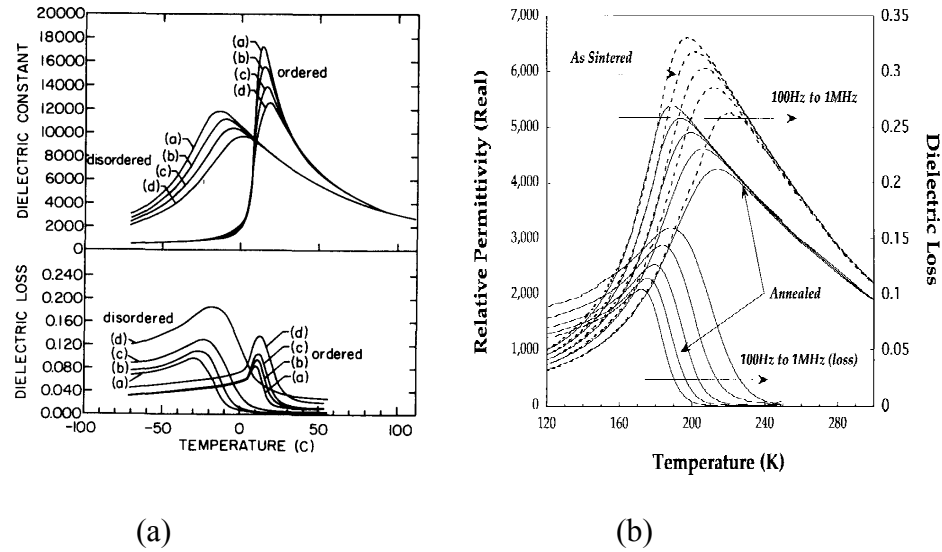 20000
18000
16000
14000
12000
10000
8000
6000
4000
2000
0
DIELECTRIC CONSTANT
(a)
(b)
(c)
(d)
ordered
disordered
(a)
(b)
(c)
(d)
0.240
0.200
0.160
0.120
0.080
0.040
0.000
DIELECTRIC LOSS
disordered
(d)
(c)
(b)
(a)
(d)
(c)
(b)
(a)
ordered
-100
-50
0
50
100
TEMPERATURE (C)
(a)
7,000
6,000
5,000
4,000
3,000
2,000
1,000
0
Relative Permittivity (Real)
As Sintered
100Hz to 1MHz
Annealed
100Hz to 1MHz (loss)
0.35
0.3
0.25
0.2
0.15
0.1
0.05
0
Dielectric Loss
120
160
200
240
280
Temperature (K)
(b)